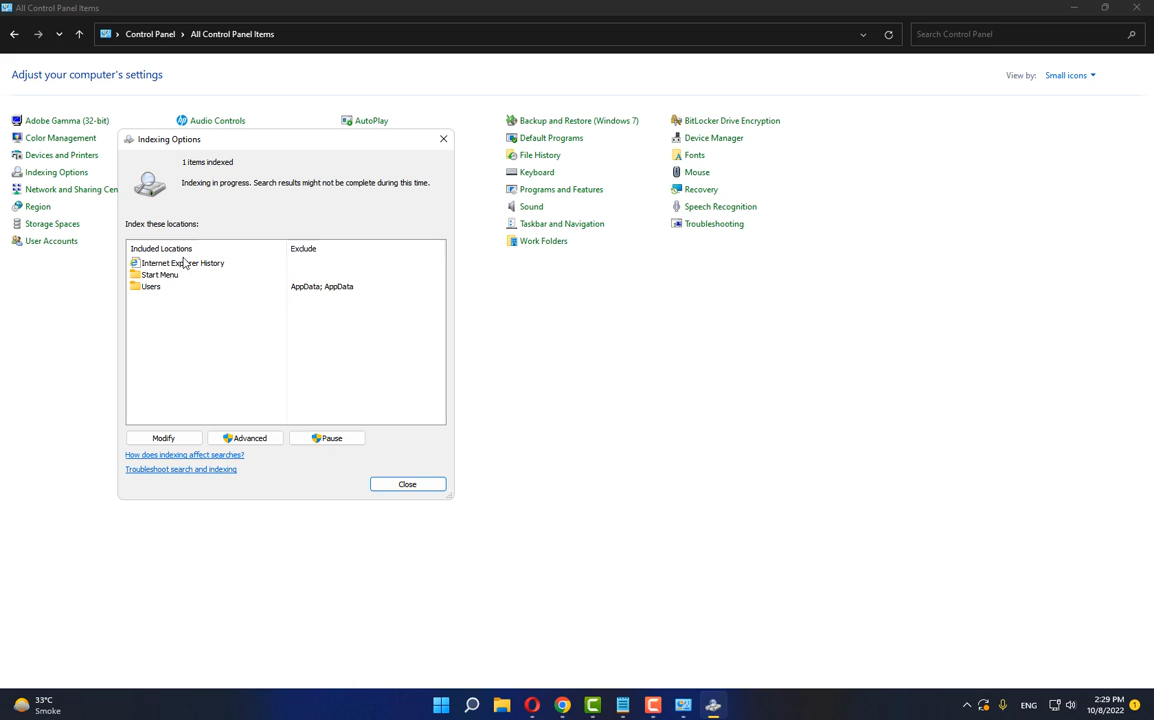 All Control Panel Items
Control Panel > All Control Panel Items
Search Control Panel
Adjust your computer's settings
View by: Small icons
Adobe Gamma (32-bit)
Audio Controls
AutoPlay
Backup and Restore (Windows 7)
BitLocker Drive Encryption
Color Management
Default Programs
Device Manager
Devices and Printers
File History
Fonts
Indexing Options
Keyboard
Mouse
Network and Sharing Cen
Programs and Features
Recovery
Region
Sound
Speech Recognition
Storage Spaces
Taskbar and Navigation
Troubleshooting
User Accounts
Work Folders
Indexing Options
1 items indexed
Indexing in progress. Search results might not be complete during this time.
Index these locations:
Included Locations Exclude
Internet Explorer History
Start Menu
Users AppData; AppData
Modify Advanced Pause
How does indexing affect searches?
Troubleshoot search and indexing
Close
33°C
Smoke
ENG
2:29 PM
10/8/2022
1